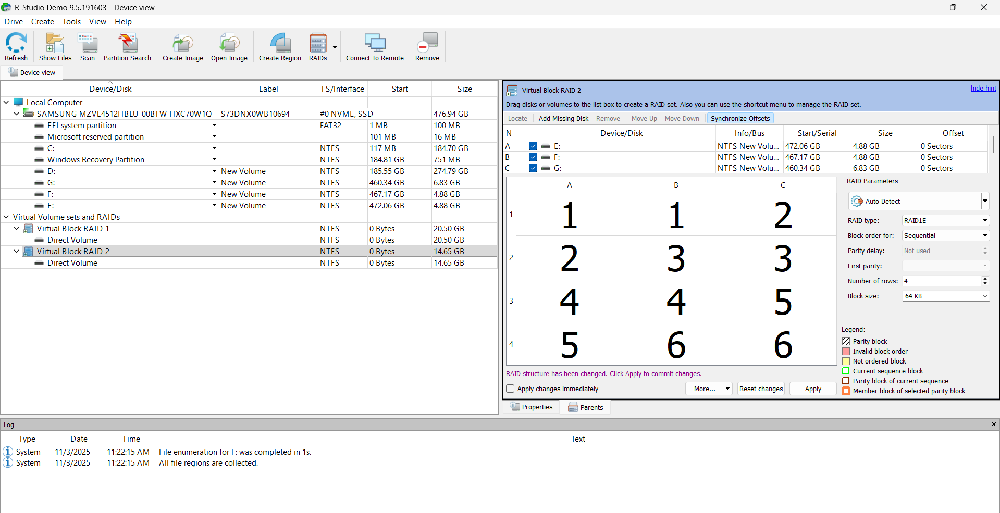 R-Studio Demo 9.5.191603 - Device view
Drive Create Tools View Help
Refresh Show Files Scan Partition Search Create Image Open Image Create Region RAIDs Connect To Remote Remove
Device view
Device/Disk Label FS/Interface Start Size
Local Computer
SAMSUNG MZVL4512HBLU-00BTW HXC70W1Q S73DNX0WB10694 #0 NVME, SSD 476.94 GB
EFI system partition FAT32 1 MB 100 MB
Microsoft reserved partition 101 MB 16 MB
C: NTFS 117 MB 184.70 GB
Windows Recovery Partition NTFS 184.81 GB 751 MB
D: New Volume NTFS 185.55 GB 274.79 GB
G: New Volume NTFS 460.34 GB 6.83 GB
F: New Volume NTFS 467.17 GB 4.88 GB
E: New Volume NTFS 472.06 GB 4.88 GB
Virtual Volume sets and RAIDs
Virtual Block RAID 1 NTFS 0 Bytes 20.50 GB
Direct Volume NTFS 0 Bytes 20.50 GB
Virtual Block RAID 2 NTFS 0 Bytes 14.65 GB
Direct Volume NTFS 0 Bytes 14.65 GB
Virtual Block RAID 2 hide hint
Drag disks or volumes to the list box to create a RAID set. Also you can use the shortcut menu to manage the RAID set.
Locate Add Missing Disk Remove Move Up Move Down Synchronize Offsets
N Device/Disk Info/Bus Start/Serial Size Offset
A E: NTFS New Volu... 472.06 GB 4.88 GB 0 Sectors
B F: NTFS New Volu... 467.17 GB 4.88 GB 0 Sectors
C G: NTFS New Volu... 460.34 GB 6.83 GB 0 Sectors
A B C
1 1 1 2
2 2 3 3
3 4 4 5
4 5 6 6
RAID Parameters
Auto Detect
RAID type: RAID1E
Block order for: Sequential
Parity delay: Not used
First parity:
Number of rows: 4
Block size: 64 KB
Legend:
Parity block
Invalid block order
Not ordered block
Current sequence block
Parity block of current sequence
Member block of selected parity block
RAID structure has been changed. Click Apply to commit changes.
Apply changes immediately More... Reset changes Apply
Properties Parents
Log
Type Date Time Text
System 11/3/2025 11:22:15 AM File enumeration for F: was completed in 1s.
System 11/3/2025 11:22:15 AM All file regions are collected.